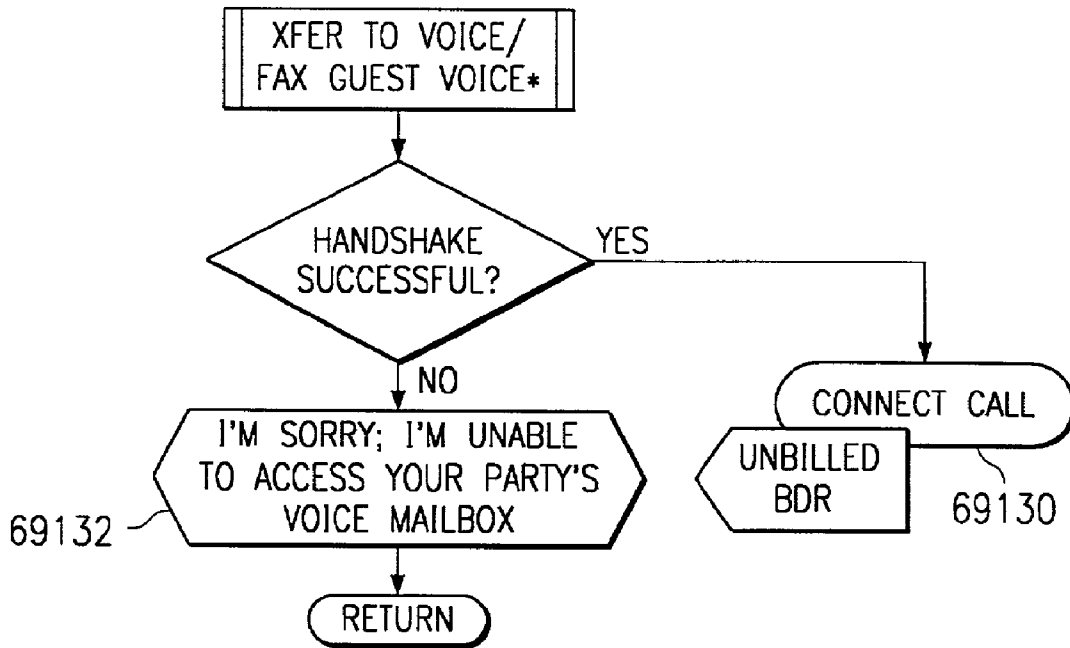 XFER TO VOICE/
FAX GUEST VOICE*
HANDSHAKE
SUCCESSFUL?
YES
NO
CONNECT CALL
UNBILLED
BDR
69130
I'M SORRY; I'M UNABLE
TO ACCESS YOUR PARTY'S
VOICE MAILBOX
69132
RETURN